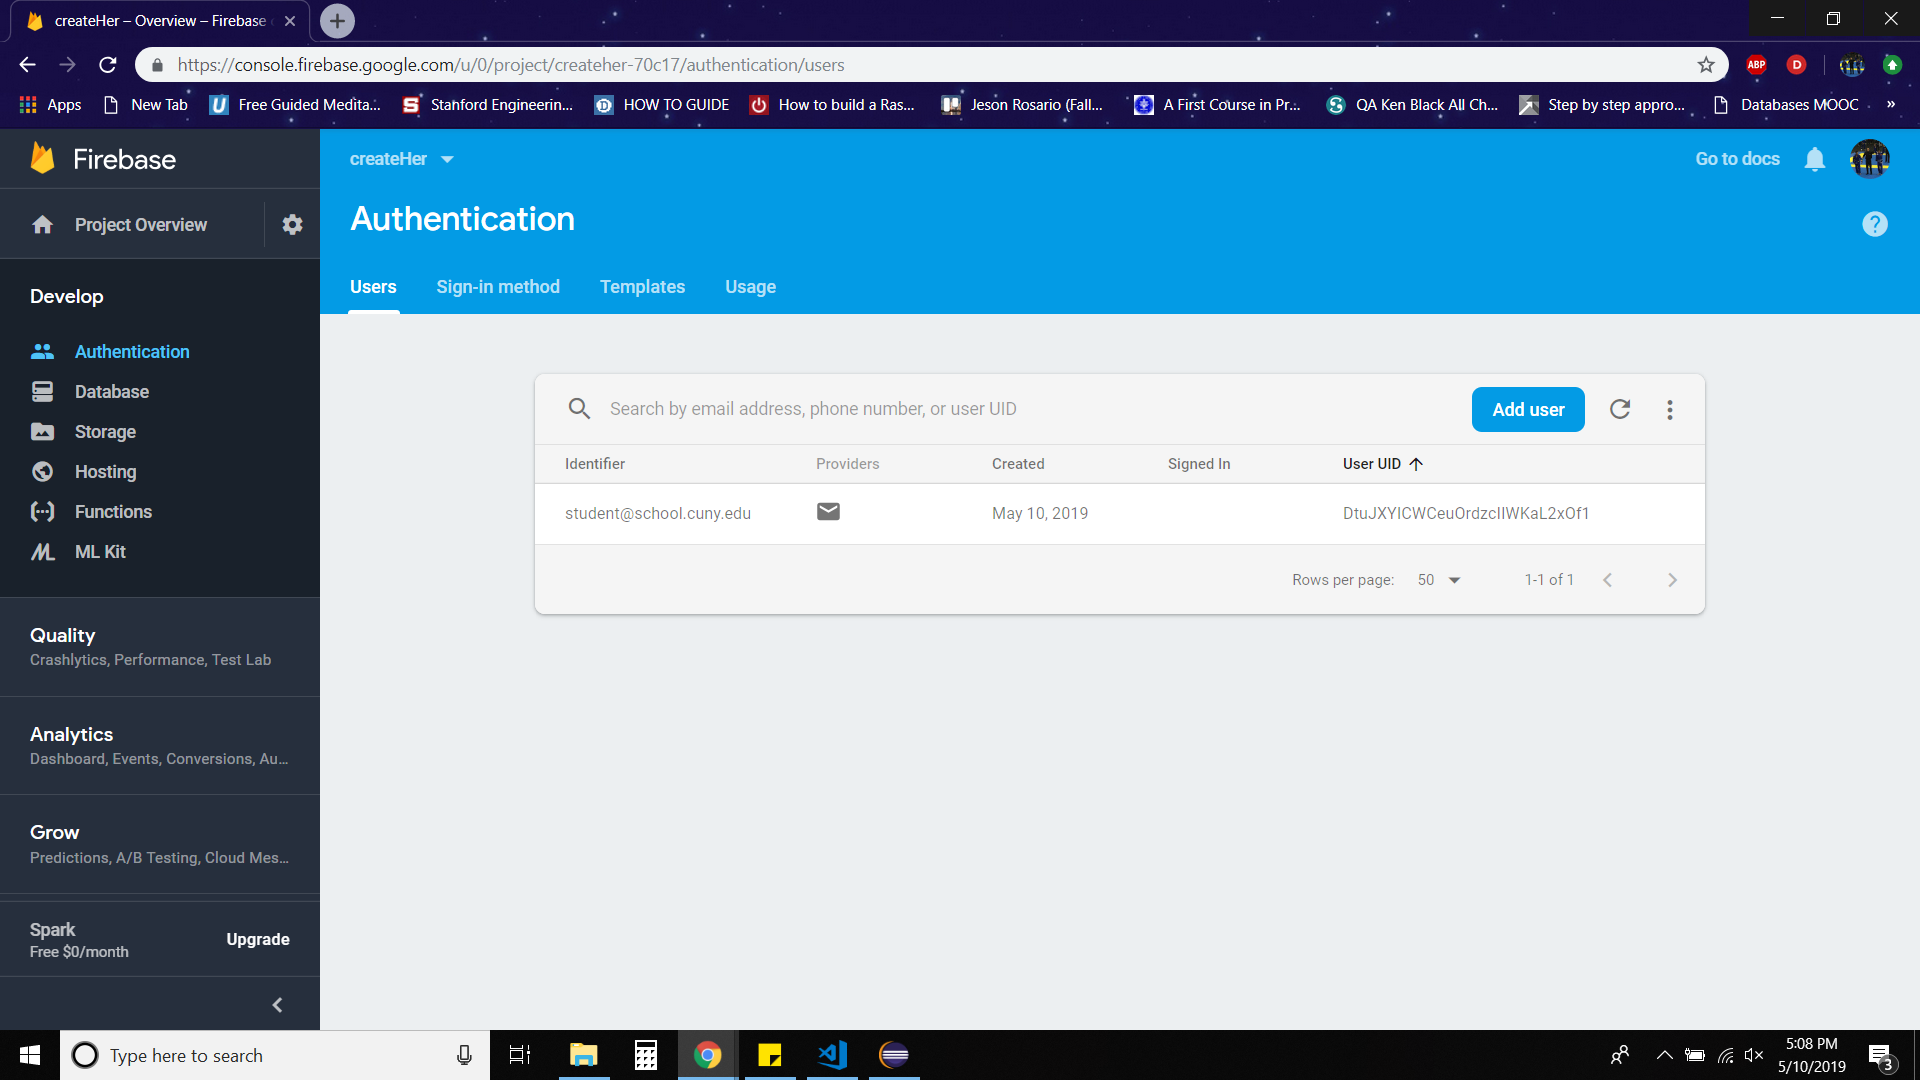 createHer – Overview – Firebase
https://console.firebase.google.com/u/0/project/createher-70c17/authentication/users
ABP D
Apps New Tab U Free Guided Medita... S Stanford Engineerin... D HOW TO GUIDE How to build a Ras... Jeson Rosario (Fall... A First Course in Pr... QA Ken Black All Ch... Step by step appro... Databases MOOC »
Firebase
createHer
Go to docs
Project Overview
Authentication
?
Users Sign-in method Templates Usage
Develop
Authentication
Database
Storage
Hosting
Functions
ML Kit
Quality
Crashlytics, Performance, Test Lab
Analytics
Dashboard, Events, Conversions, Au...
Grow
Predictions, A/B Testing, Cloud Mes...
Spark
Free $0/month
Upgrade
Search by email address, phone number, or user UID
Add user
Identifier Providers Created Signed In User UID
student@school.cuny.edu May 10, 2019 DtuJXYICWCeuOrdzcIIWKaL2xOf1
Rows per page: 50 1-1 of 1
Type here to search
5:08 PM
5/10/2019
3